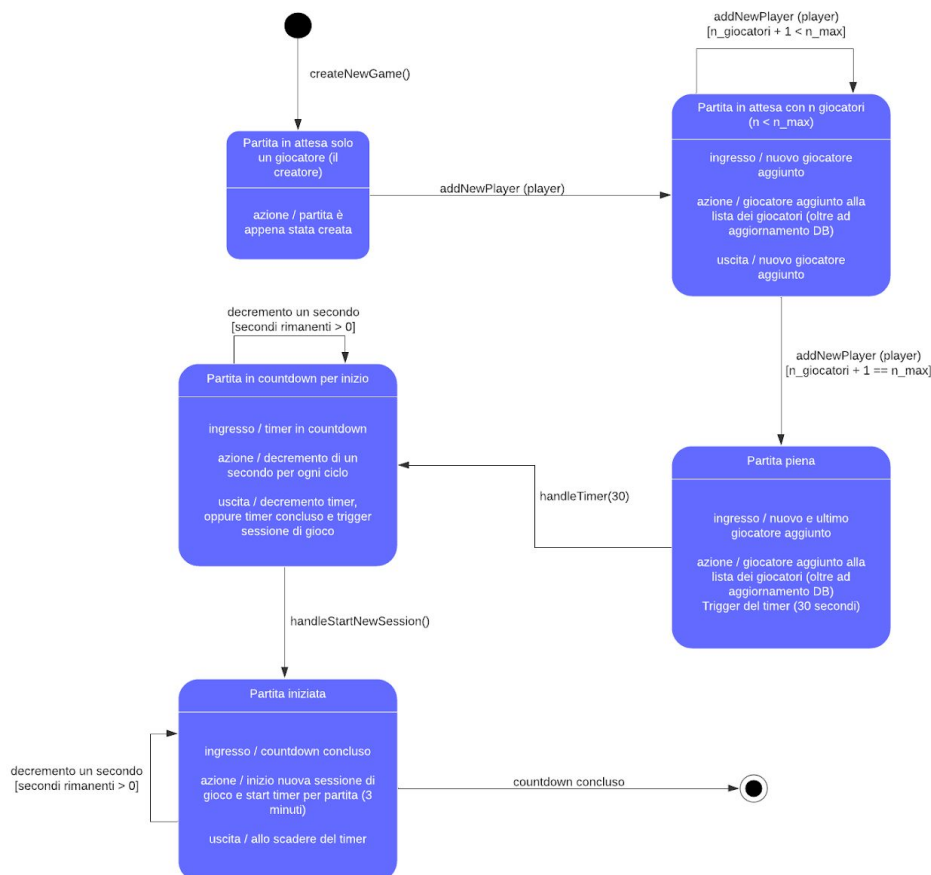 createNewGame()
Partita in attesa solo
un giocatore (il
creatore)
azione / partita è
appena stata creata
addNewPlayer (player)
addNewPlayer (player)
[n_giocatori + 1 < n_max]
Partita in attesa con n giocatori
(n < n_max)
ingresso / nuovo giocatore
aggiunto
azione / giocatore aggiunto alla
lista dei giocatori (oltre ad
aggiornamento DB)
uscita / nuovo giocatore
aggiunto
addNewPlayer (player)
[n_giocatori + 1 == n_max]
Partita piena
ingresso / nuovo e ultimo
giocatore aggiunto
azione / giocatore aggiunto alla
lista dei giocatori (oltre ad
aggiornamento DB)
Trigger del timer (30 secondi)
handleTimer(30)
decremento un secondo
[secondi rimanenti > 0]
Partita in countdown per inizio
ingresso / timer in countdown
azione / decremento di un
secondo per ogni ciclo
uscita / decremento timer,
oppure timer concluso e trigger
sessione di gioco
handleStartNewSession()
Partita iniziata
ingresso / countdown concluso
azione / inizio nuova sessione di
gioco e start timer per partita (3
minuti)
uscita / allo scadere del timer
decremento un secondo
[secondi rimanenti > 0]
countdown concluso